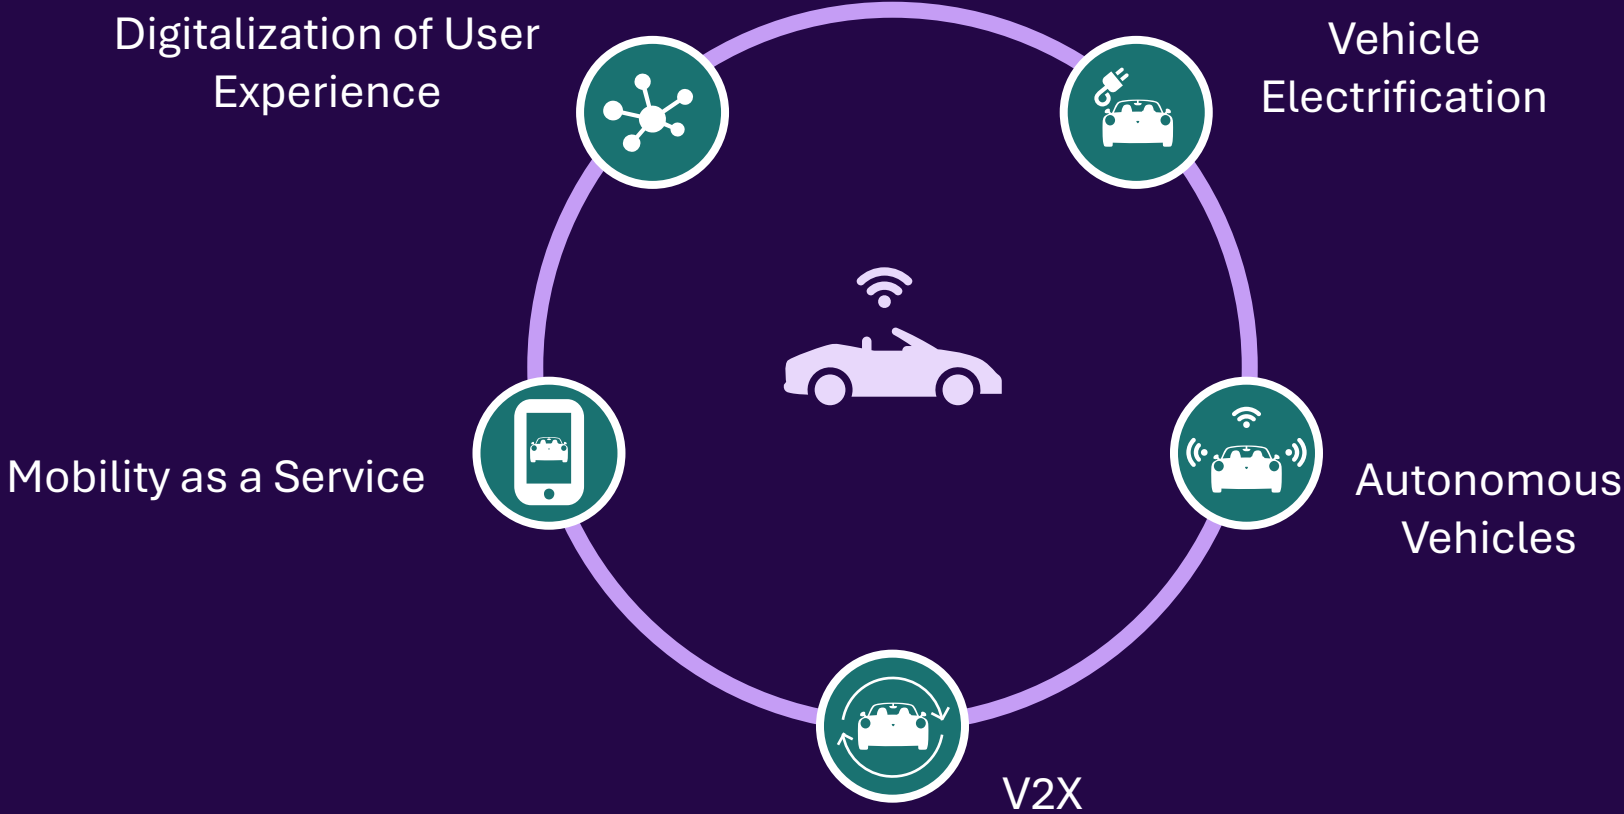 Digitalization of User
Experience
Vehicle
Electrification
Mobility as a Service
Autonomous
Vehicles
V2X